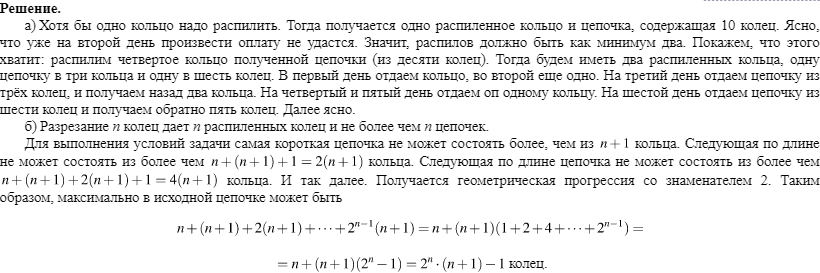 Решение.
а) Хотя бы одно кольцо надо распилить. Тогда получается одно распиленное кольцо и цепочка, содержащая 10 колец. Ясно,
что уже на второй день произвести оплату не удастся. Значит, распилов должно быть как минимум два. Покажем, что этого
хватит: распилим четвертое кольцо полученной цепочки (из десяти колец). Тогда будем иметь два распиленных кольца, одну
цепочку в три кольца и одну в шесть колец. В первый день отдаем кольцо, во второй еще одно. На третий день отдаем цепочку из
трёх колец, и получаем назад два кольца. На четвертый и пятый день отдаем оп одному кольцу. На шестой день отдаем цепочку из
шести колец и получаем обратно пять колец. Далее ясно.
б) Разрезание n колец дает n распиленных колец и не более чем n цепочек.
Для выполнения условий задачи самая короткая цепочка не может состоять более, чем из n+1 кольца. Следующая по длине
не может состоять из более чем n+(n+1)+1=2(n+1) кольца. Следующая по длине цепочка не может состоять из более чем
n+(n+1)+2(n+1)+1=4(n+1) кольца. И так далее. Получается геометрическая прогрессия со знаменателем 2. Таким
образом, максимально в исходной цепочке может быть
n+(n+1)+2(n+1)+⋯+2^{n−1}(n+1)=n+(n+1)(1+2+4+⋯+2^{n−1})=
=n+(n+1)(2^n−1)=2^n·(n+1)−1 колец.